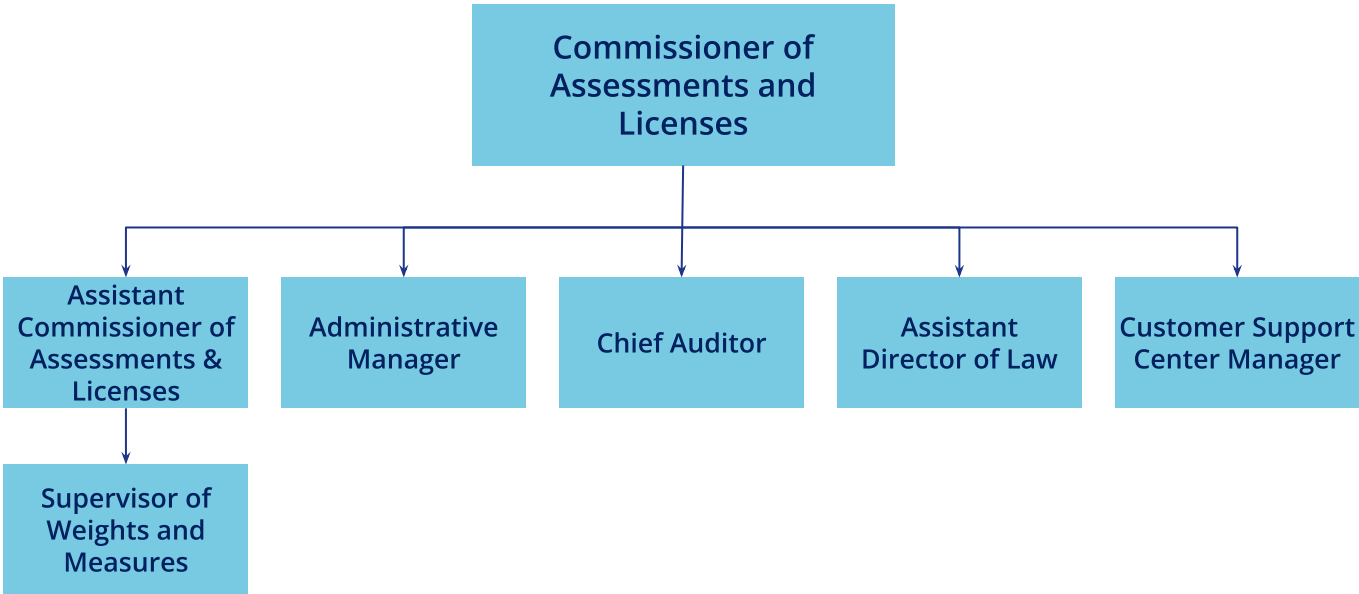 Commissioner of
Assessments and
Licenses
Assistant
Commissioner of
Assessments &
Licenses
Administrative
Manager
Chief Auditor
Assistant
Director of Law
Customer Support
Center Manager
Supervisor of
Weights and
Measures